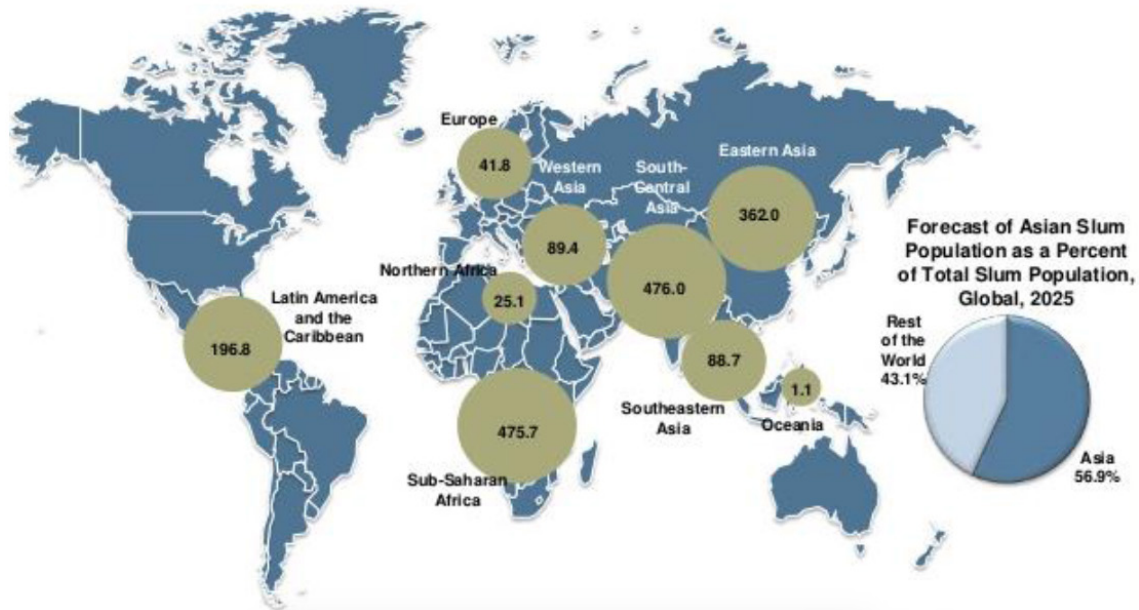 Europe
41.8
Western
Asia
89.4
South-
Central
Asia
476.0
Eastern Asia
362.0
Northern Africa
25.1
Latin America
and the
Caribbean
196.8
88.7
Southeastern
Asia
1.1
Oceania
475.7
Sub-Saharan
Africa
Forecast of Asian Slum
Population as a Percent
of Total Slum Population,
Global, 2025
Rest
of the
World
43.1%
Asia
56.9%